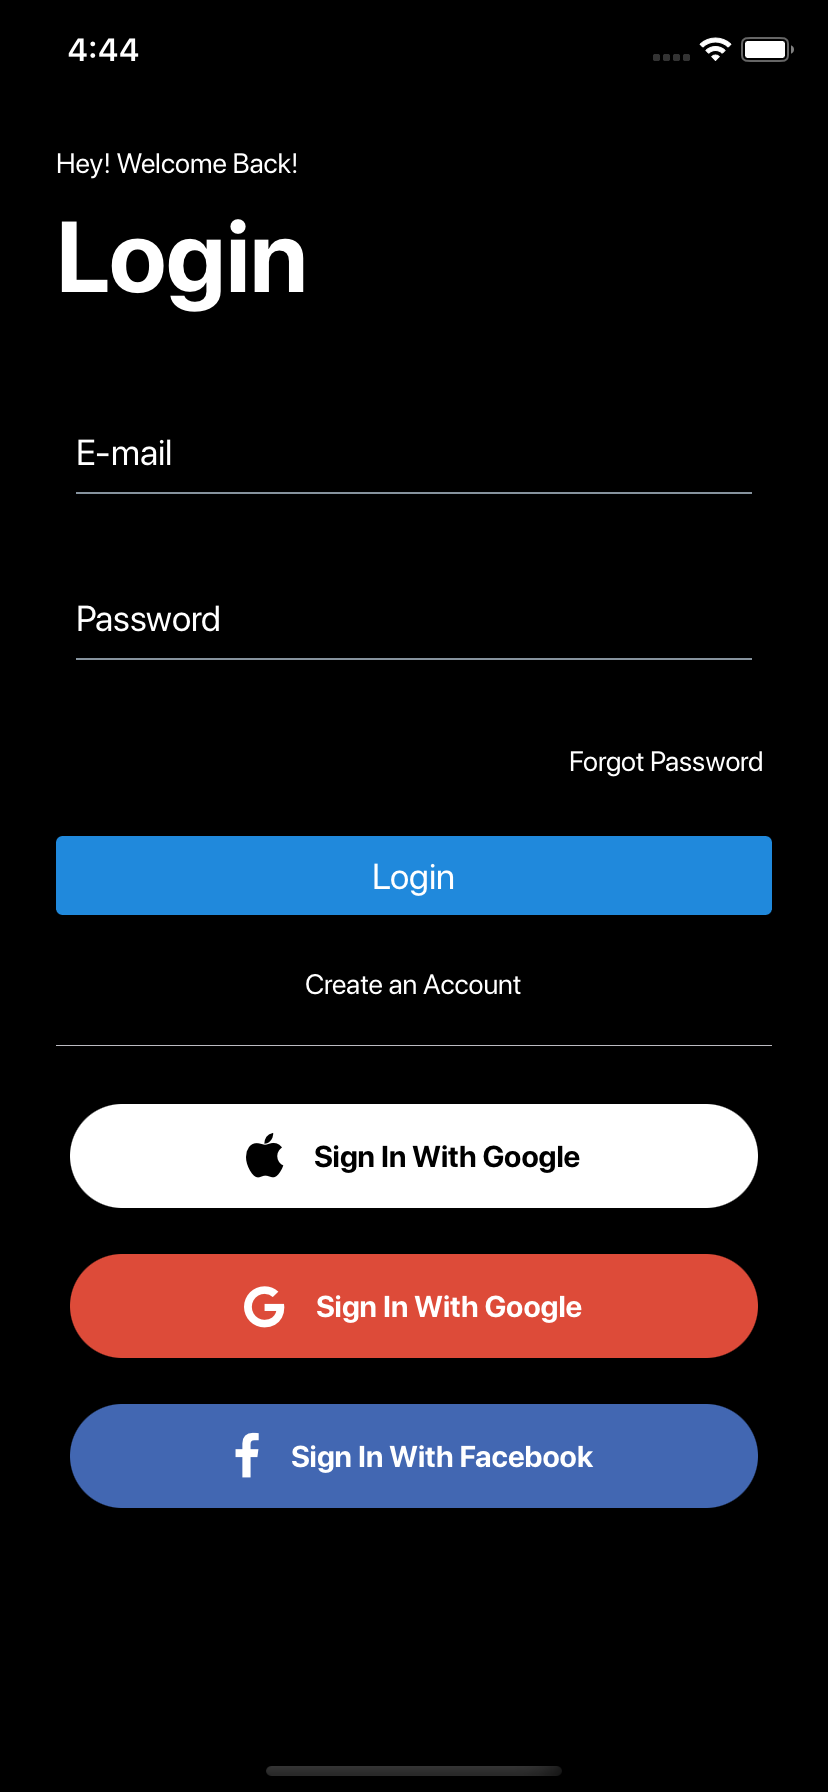 4:44
Hey! Welcome Back!
Login
E-mail
Password
Forgot Password
Login
Create an Account
Sign In With Google
Sign In With Google
Sign In With Facebook